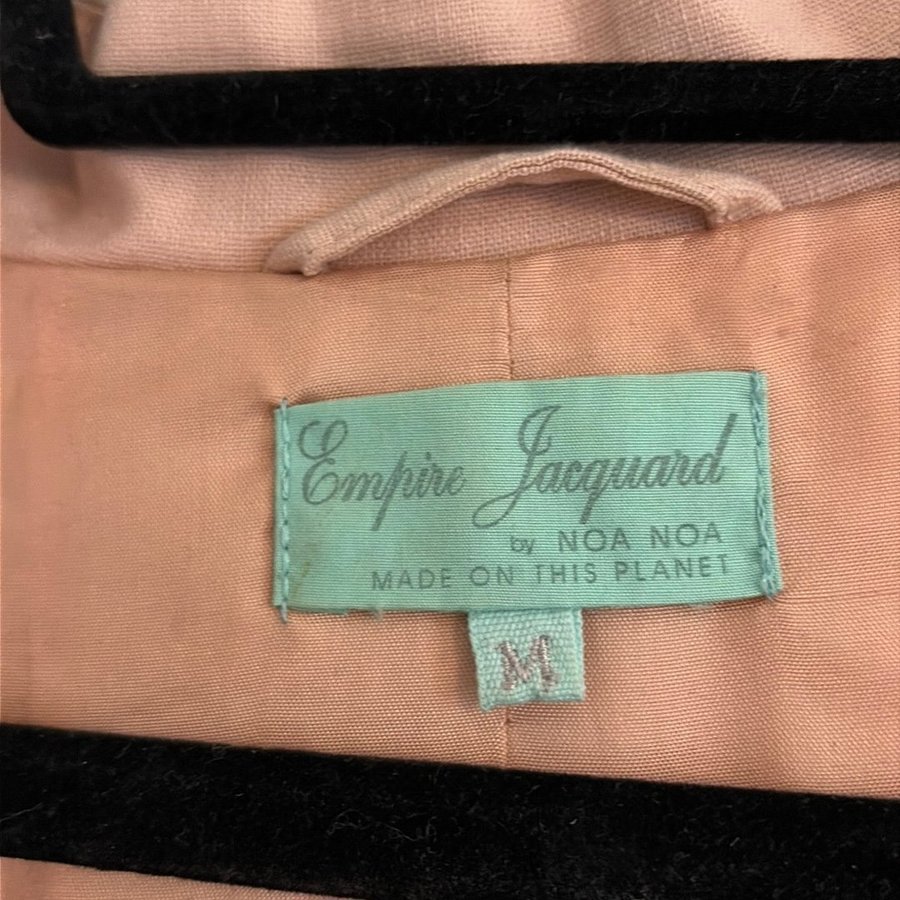 Empire Jacquard
by NOA NOA
MADE ON THIS PLANET
M